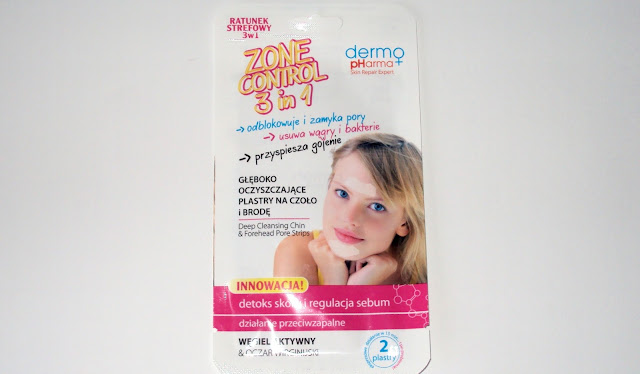 RATUNEK
STREFOWY
3w1
ZONE
CONTROL
3 in 1
dermo
pHarma+
Skin Repair Expert
→ odblokowuje i zamyka pory
→ usuwa wągry i bakterie
→ przyspiesza gojenie
GŁĘBOKO
OCZYSZCZAJĄCE
PLASTRY NA CZOŁO
i BRODĘ
Deep Cleansing Chin
& Forehead Pore Strips
INNOWACJA!
detoks skóry i regulacja sebum
działanie przeciwzapalne
WĘGIEL AKTYWNY
& OCZAR WIRGINIJSKI
2
plastry